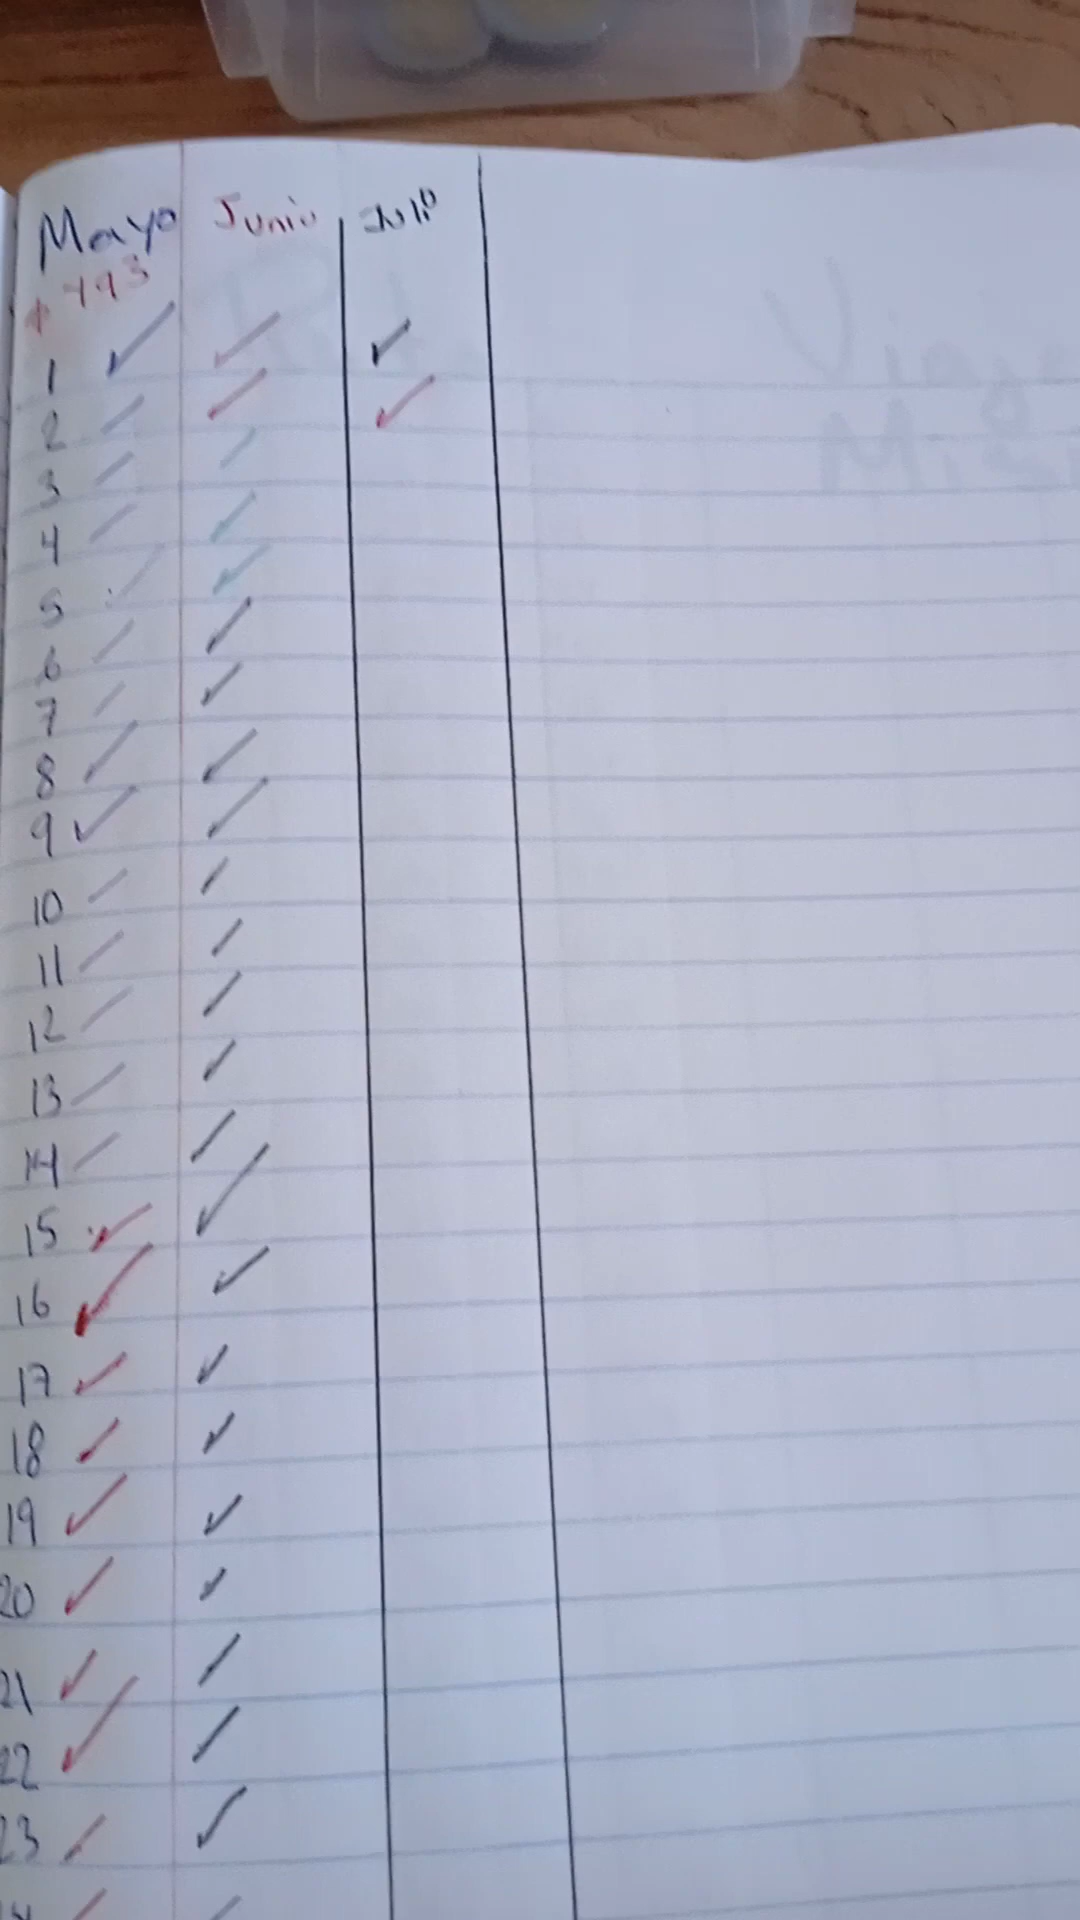 Mayo Junio Julio
$493
1 ✓ ✓ ✓
2 ✓ ✓ ✓
3 ✓ ✓
4 ✓ ✓
5 ✓ ✓
6 ✓ ✓
7 ✓ ✓
8 ✓ ✓
9 ✓ ✓
10 ✓ ✓
11 ✓ ✓
12 ✓ ✓
13 ✓ ✓
14 ✓ ✓
15 ✓ ✓
16 ✓ ✓
17 ✓ ✓
18 ✓ ✓
19 ✓ ✓
20 ✓ ✓
21 ✓ ✓
22 ✓ ✓
23 ✓ ✓